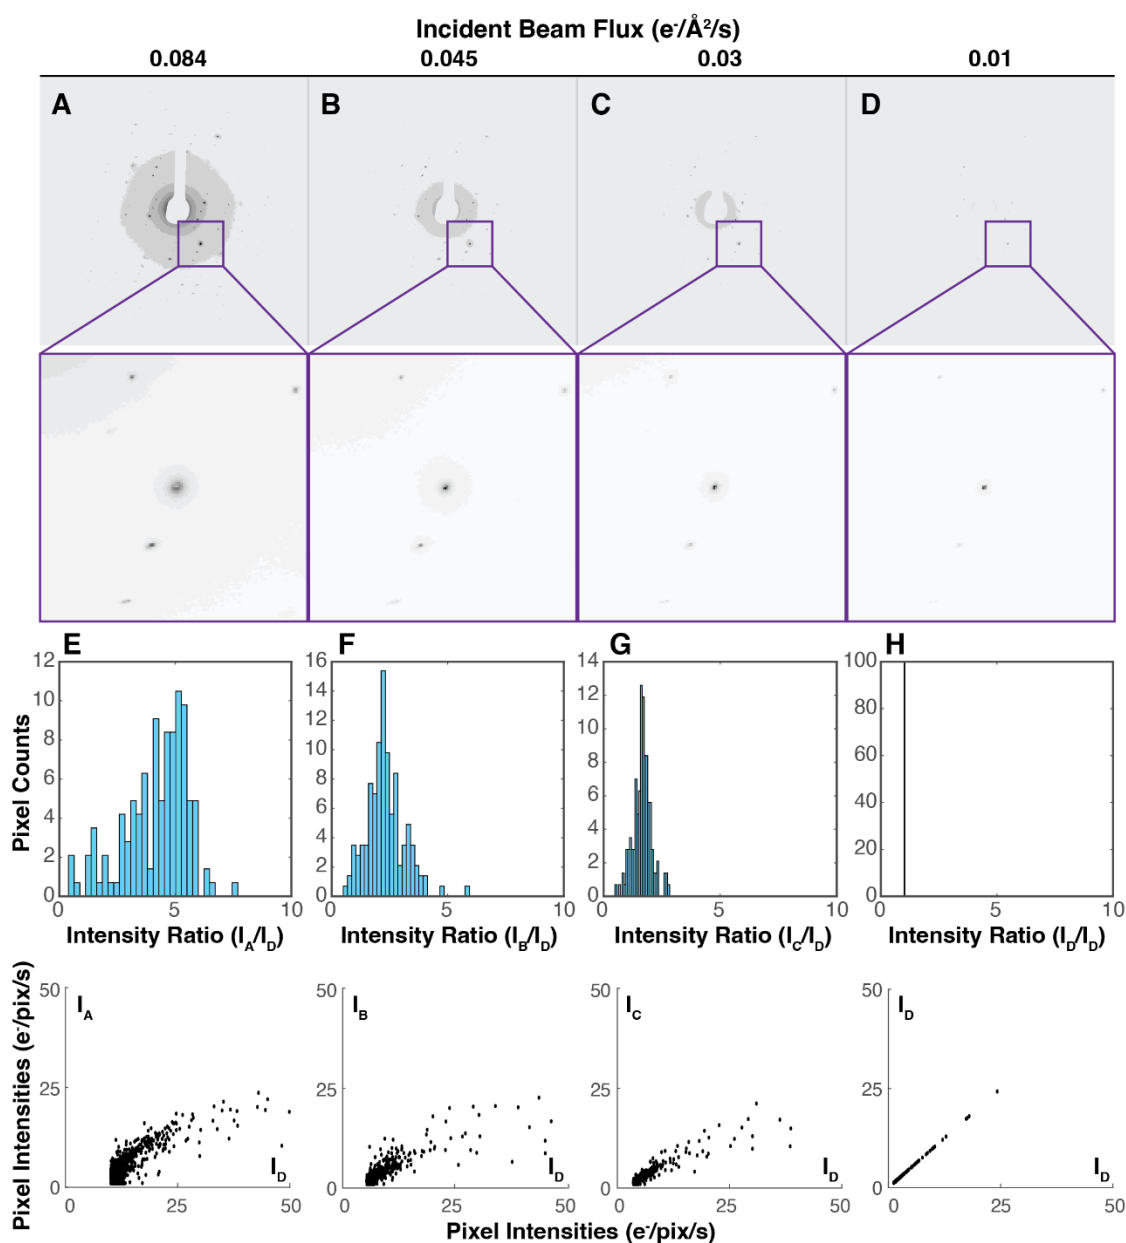 Incident Beam Flux (e⁻/Å²/s)
0.084 0.045 0.03 0.01
A B C D
E F G H
12 10 8 6 4 2 0
16 14 12 10 8 6 4 2 0
14 12 10 8 6 4 2 0
100 80 60 40 20 0
Pixel Counts
0 5 10 0 5 10 0 5 10 0 5 10
Intensity Ratio (I_A/I_D) Intensity Ratio (I_B/I_D) Intensity Ratio (I_C/I_D) Intensity Ratio (I_D/I_D)
Pixel Intensities (e⁻/pix/s)
50 I_A 50 I_B 50 I_C 50 I_D
25 25 25 25
I_D I_D I_D I_D
0 0 0 0
0 25 50 0 25 50 0 25 50 0 25 50
Pixel Intensities (e⁻/pix/s)